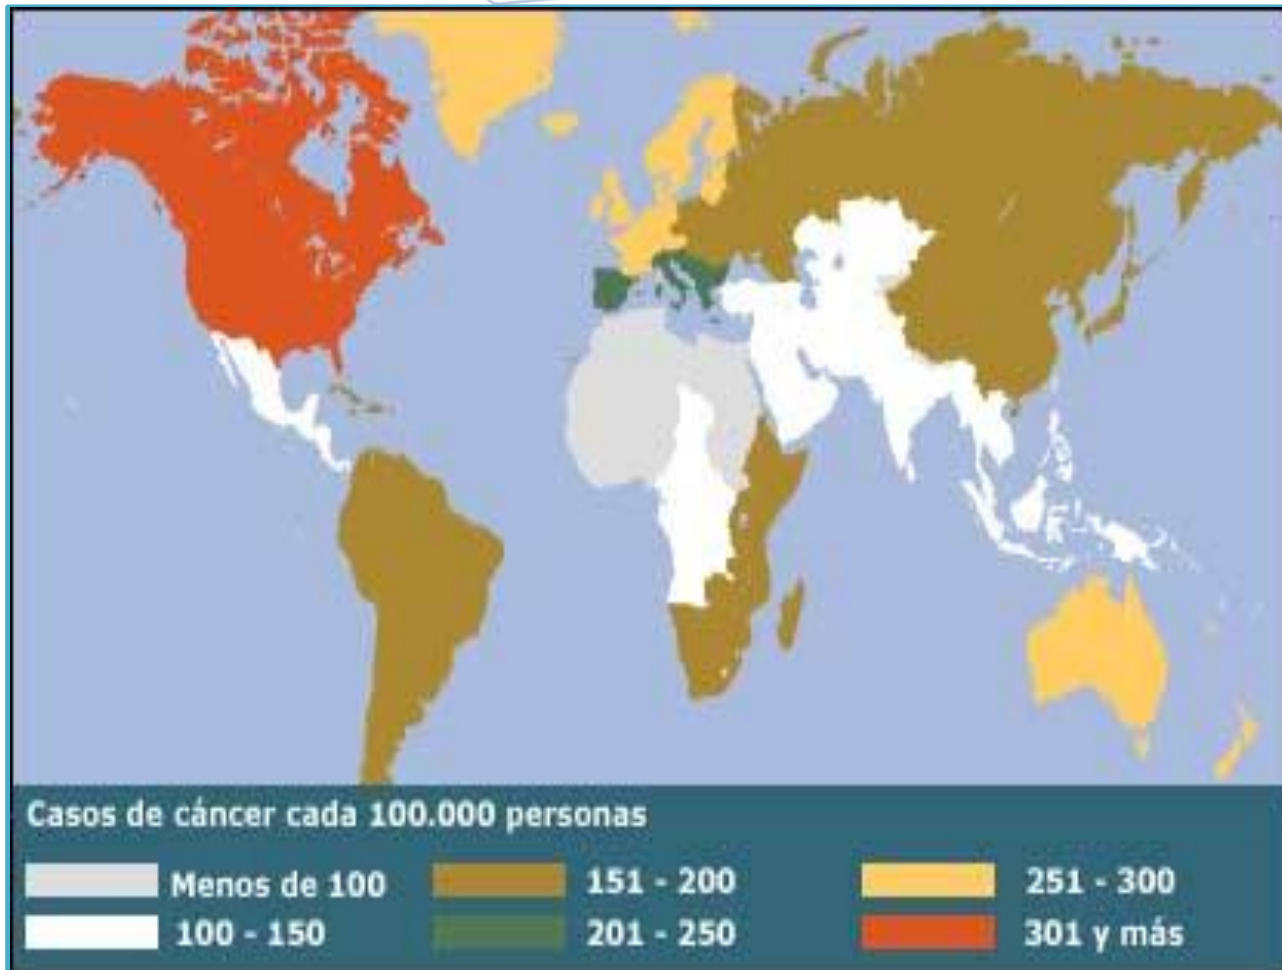 Casos de cáncer cada 100.000 personas
Menos de 100
151 - 200
251 - 300
100 - 150
201 - 250
301 y más